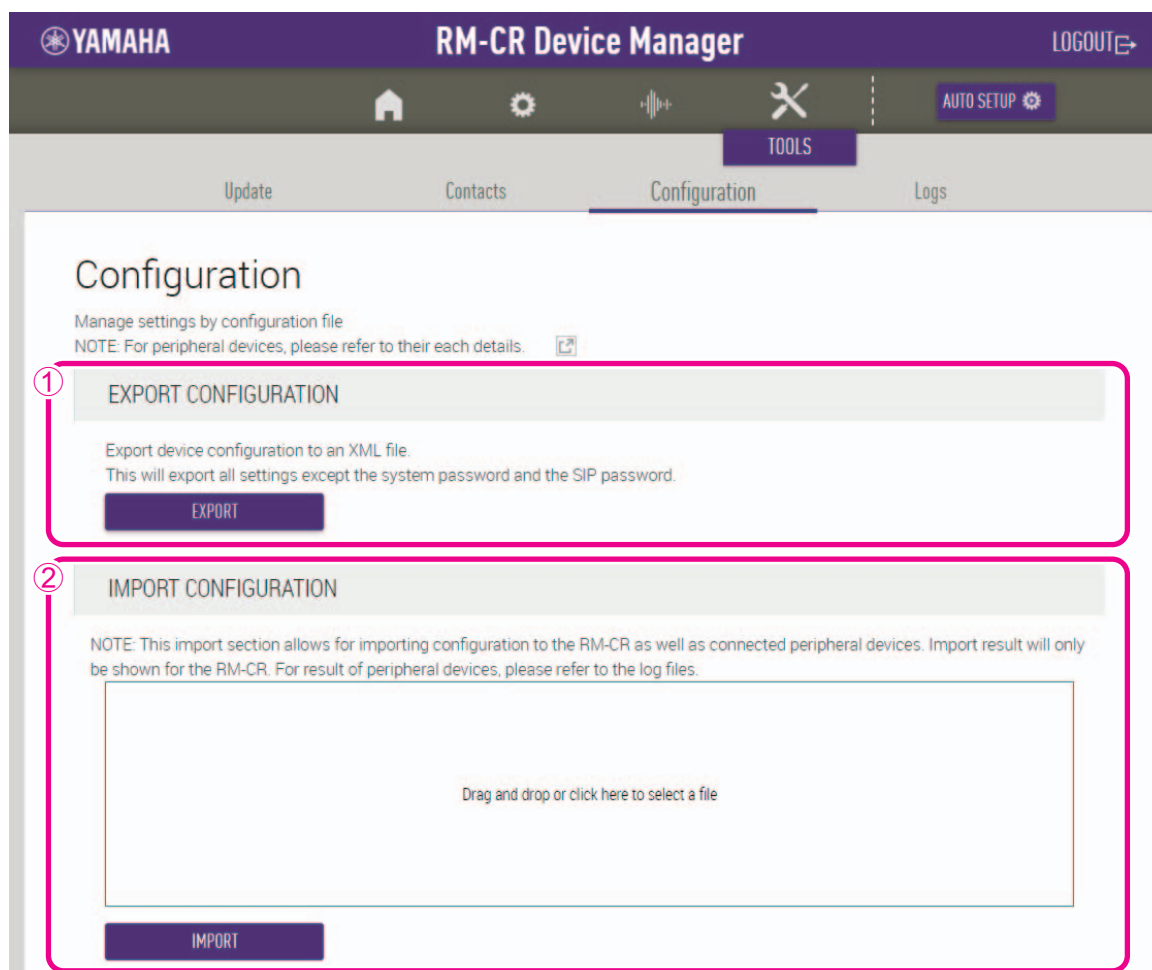 YAMAHA
RM-CR Device Manager
LOGOUT
AUTO SETUP
TOOLS
Update
Contacts
Configuration
Logs
Configuration
Manage settings by configuration file
NOTE: For peripheral devices, please refer to their each details.
①
EXPORT CONFIGURATION
Export device configuration to an XML file.
This will export all settings except the system password and the SIP password.
EXPORT
②
IMPORT CONFIGURATION
NOTE: This import section allows for importing configuration to the RM-CR as well as connected peripheral devices. Import result will only
be shown for the RM-CR. For result of peripheral devices, please refer to the log files.
Drag and drop or click here to select a file
IMPORT